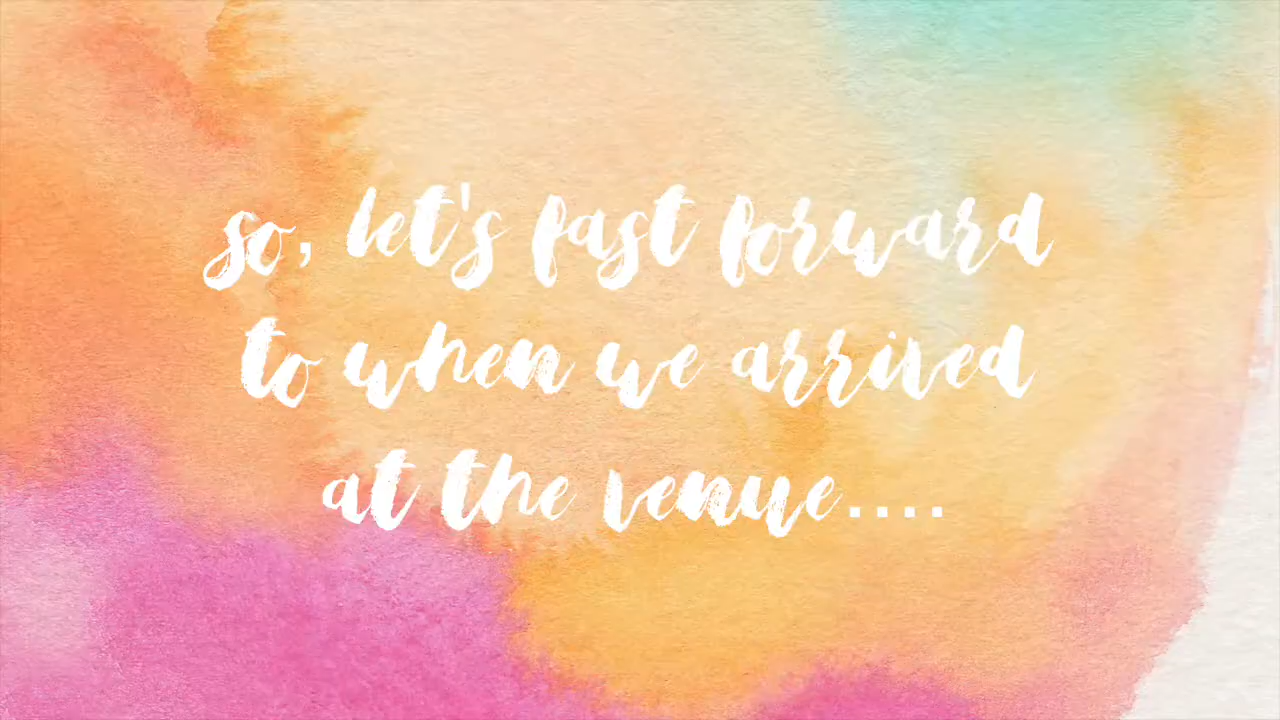 so, let's fast forward
to when we arrived
at the venue....